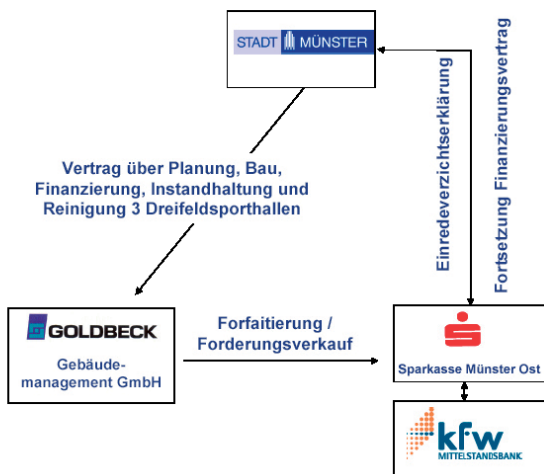 STADT MÜNSTER
Vertrag über Planung, Bau,
Finanzierung, Instandhaltung und
Reinigung 3 Dreifeldsporthallen
Einredeverzichtserklärung
Fortsetzung Finanzierungsvertrag
GOLDBECK
Gebäude-
management GmbH
Forfaitierung /
Forderungsverkauf
Sparkasse Münster Ost
kfw
MITTELSTANDSBANK